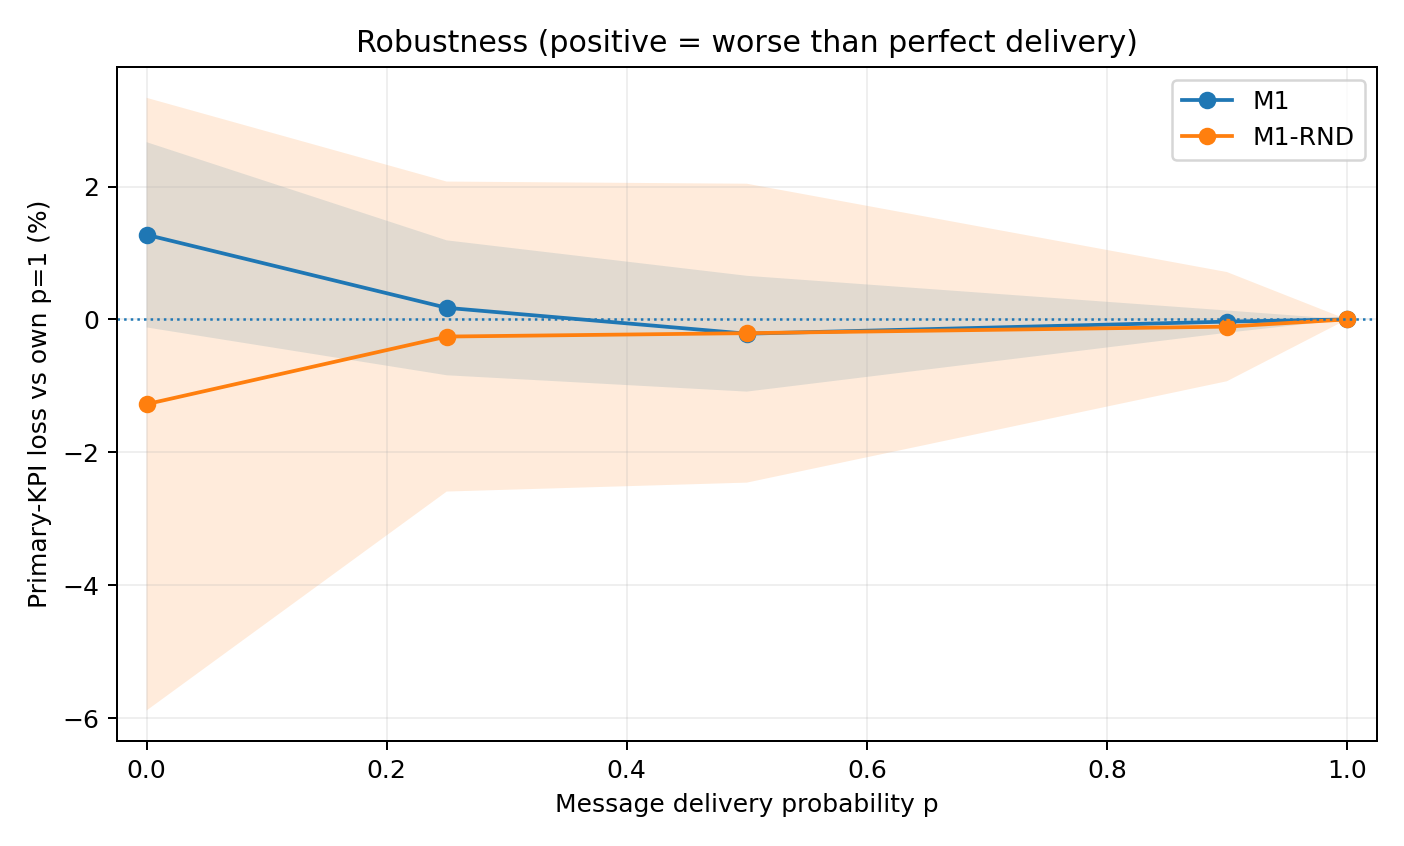 Robustness (positive = worse than perfect delivery)
M1
M1-RND
Primary-KPI loss vs own p=1 (%)
2
0
−2
−4
−6
0.0 0.2 0.4 0.6 0.8 1.0
Message delivery probability p